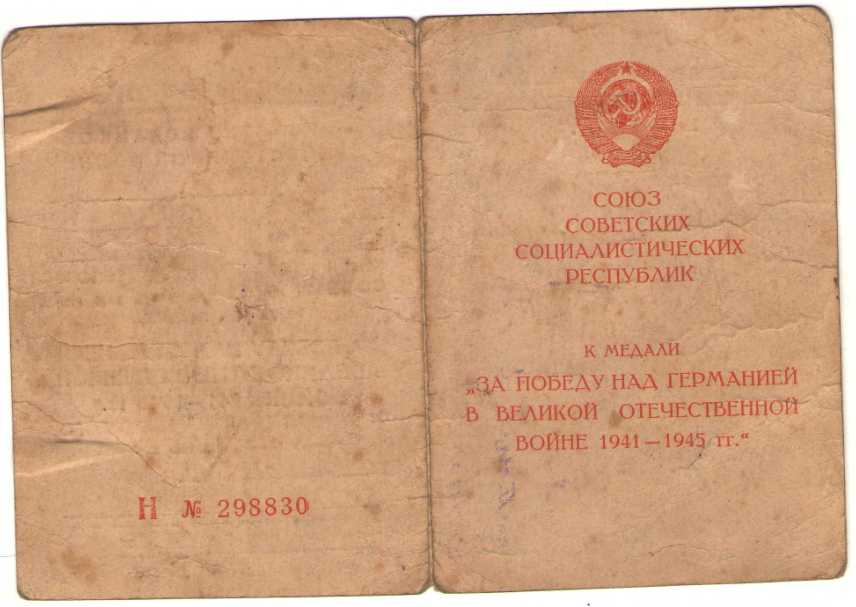 Н № 298830
СОЮЗ
СОВЕТСКИХ
СОЦИАЛИСТИЧЕСКИХ
РЕСПУБЛИК
К МЕДАЛИ
„ЗА ПОБЕДУ НАД ГЕРМАНИЕЙ
В ВЕЛИКОЙ ОТЕЧЕСТВЕННОЙ
ВОЙНЕ 1941—1945 гг.“